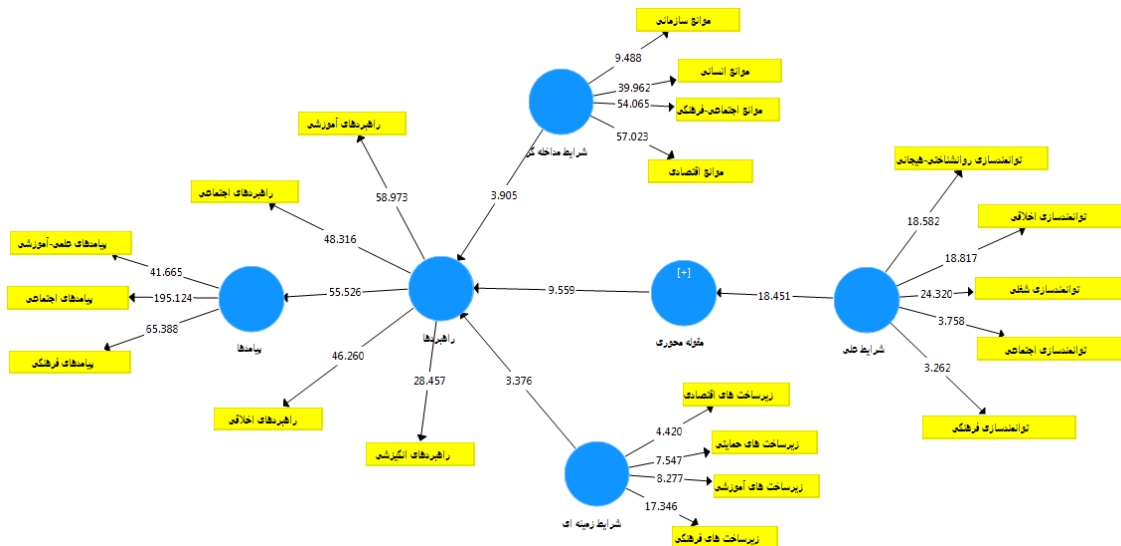 موانع سازمانی
9.488
موانع انسانی
39.962
موانع اجتماعی-فرهنگی
54.065
57.023
موانع اقتصادی
شرایط مداخله گر
3.905
راهبردهای آموزشی
58.973
راهبردهای اجتماعی
48.316
پیامدهای علمی-آموزشی
41.665
پیامدهای اجتماعی
195.124
65.388
پیامدهای فرهنگی
پیامدها
55.526
راهبردها
46.260
28.457
راهبردهای اخلاقی
راهبردهای انگیزشی
9.559
[+]
مقوله محوری
18.451
شرایط علی
توانمندسازی روانشناختی-هیجانی
18.582
توانمندسازی اخلاقی
18.817
توانمندسازی شغلی
24.320
3.758
توانمندسازی اجتماعی
3.262
توانمندسازی فرهنگی
3.376
زیرساخت های اقتصادی
4.420
زیرساخت های حمایتی
7.547
زیرساخت های آموزشی
8.277
17.346
زیرساخت های فرهنگی
شرایط زمینه ای